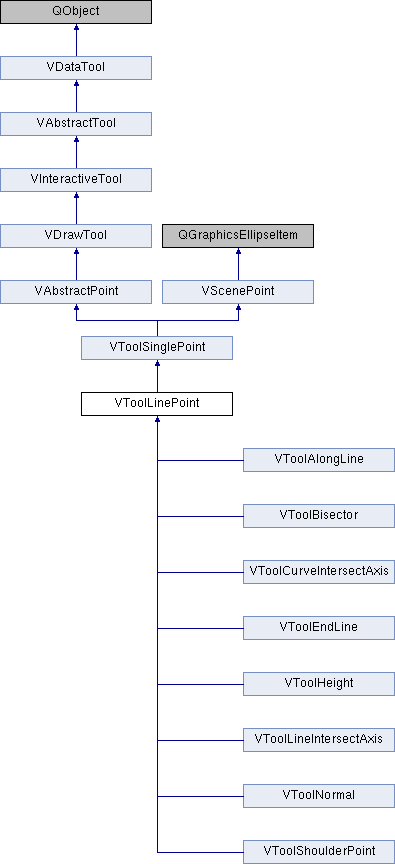 QObject
VDataTool
VAbstractTool
VInteractiveTool
VDrawTool
QGraphicsEllipseItem
VAbstractPoint
VScenePoint
VToolSinglePoint
VToolLinePoint
VToolAlongLine
VToolBisector
VToolCurveIntersectAxis
VToolEndLine
VToolHeight
VToolLineIntersectAxis
VToolNormal
VToolShoulderPoint